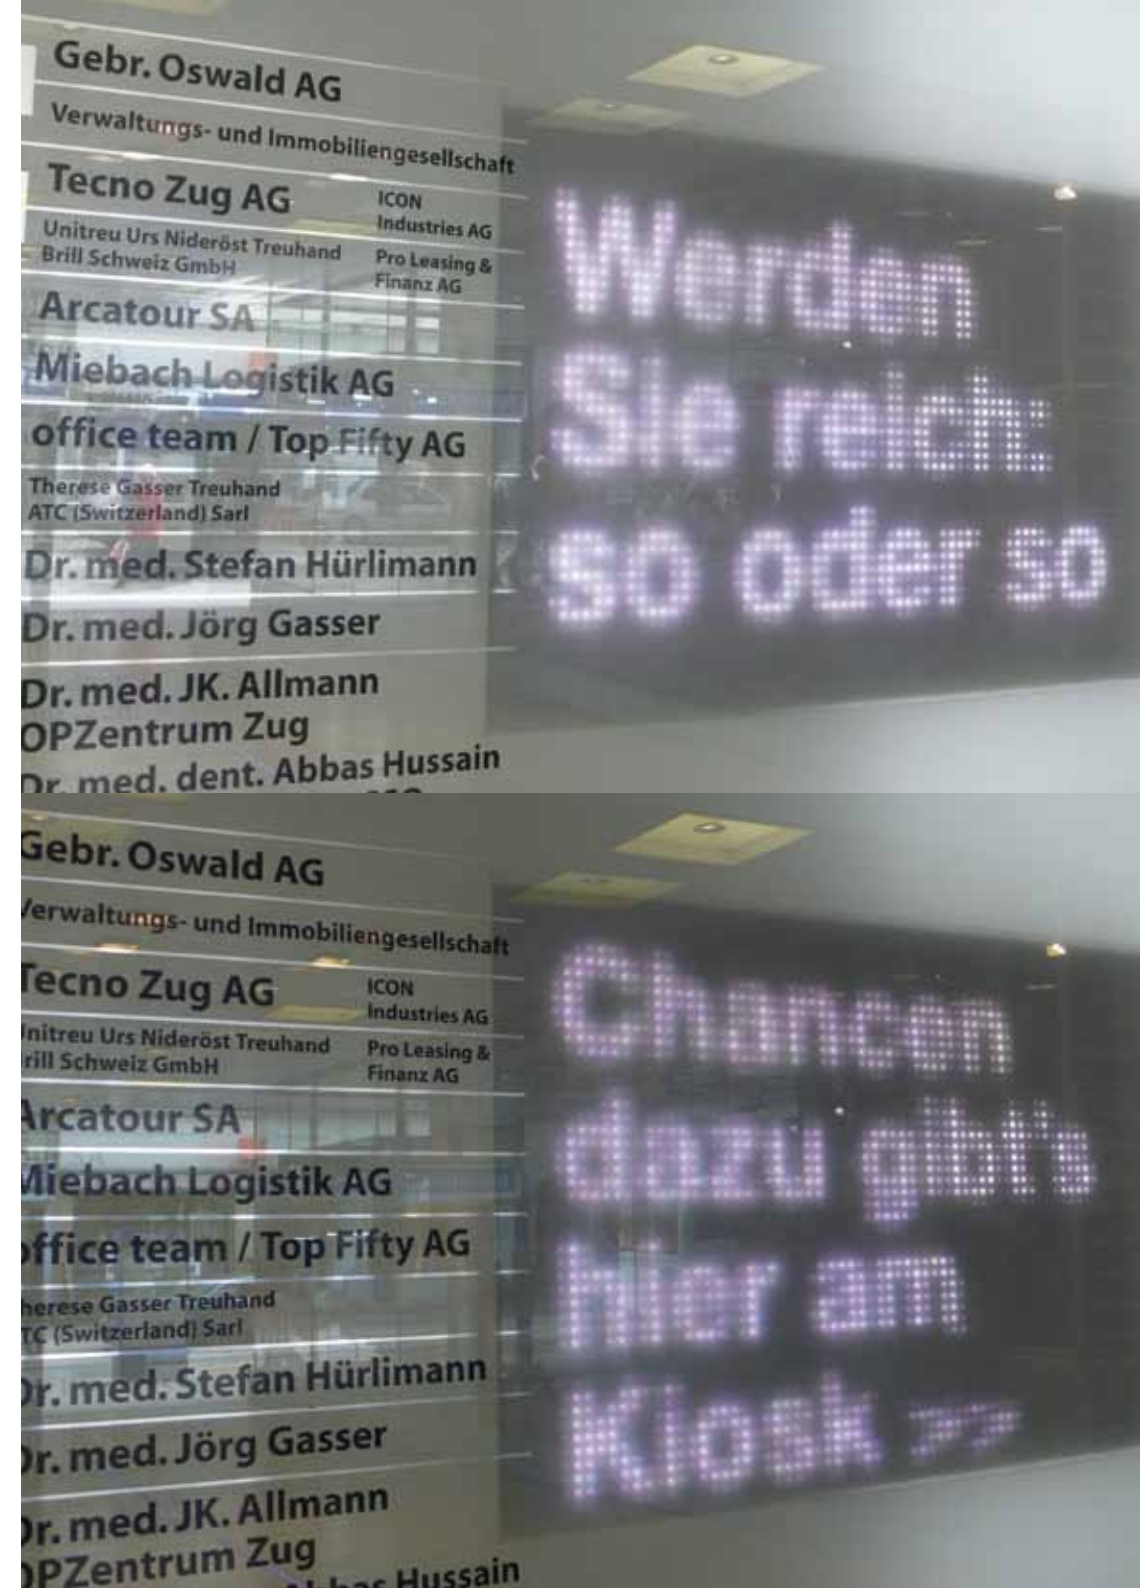 Gebr. Oswald AG
Verwaltungs- und Immobiliengesellschaft
Tecno Zug AG
ICON
Industries AG
Unitreu Urs Nideröst Treuhand
Brill Schweiz GmbH
Pro Leasing &
Finanz AG
Arcatour SA
Miebach Logistik AG
office team / Top Fifty AG
Therese Gasser Treuhand
ATC (Switzerland) Sarl
Dr. med. Stefan Hürlimann
Dr. med. Jörg Gasser
Dr. med. JK. Allmann
OPZentrum Zug
Dr. med. dent. Abbas Hussain
Werden
Sie reich:
so oder so
Gebr. Oswald AG
Verwaltungs- und Immobiliengesellschaft
Tecno Zug AG
ICON
Industries AG
Unitreu Urs Nideröst Treuhand
Brill Schweiz GmbH
Pro Leasing &
Finanz AG
Arcatour SA
Miebach Logistik AG
office team / Top Fifty AG
Therese Gasser Treuhand
ATC (Switzerland) Sarl
Dr. med. Stefan Hürlimann
Dr. med. Jörg Gasser
Dr. med. JK. Allmann
OPZentrum Zug
Abbas Hussain
Chancen
dazu gibt's
hier am
Kiosk >>